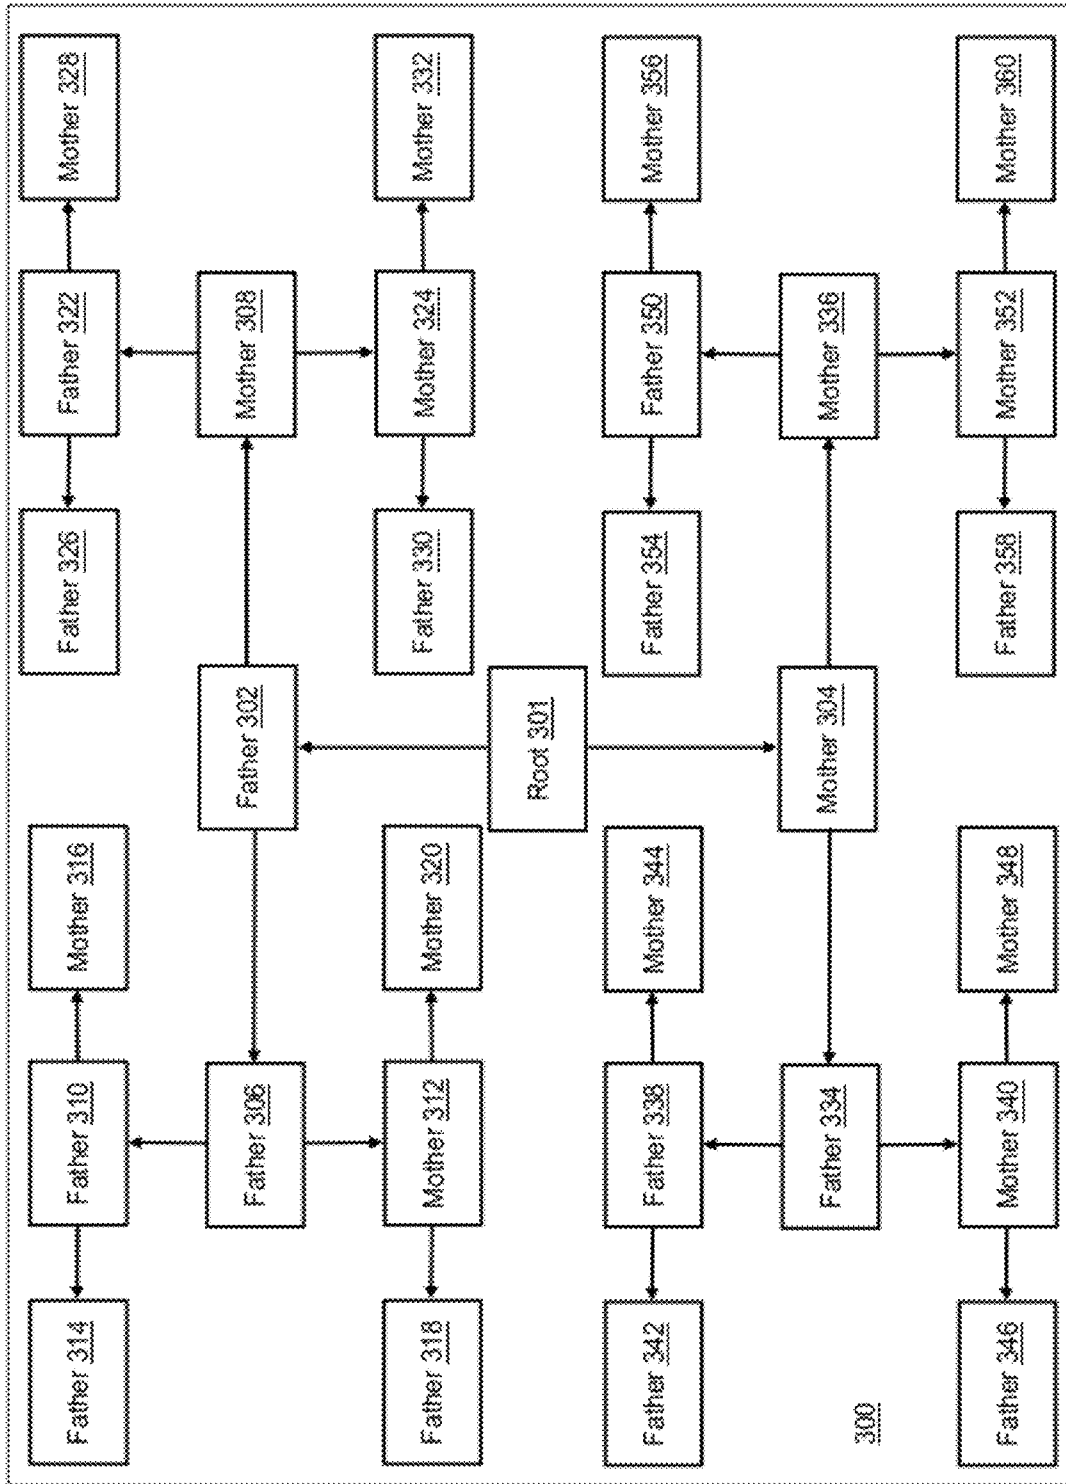 Father 314
Father 310
Mother 316
Father 326
Father 322
Mother 328
Father 306
Father 302
Mother 308
Father 318
Mother 312
Mother 320
Father 330
Mother 324
Mother 332
Root 301
Father 342
Father 338
Mother 344
Father 354
Father 350
Mother 356
Father 334
Mother 304
Mother 336
300
Father 346
Mother 340
Mother 348
Father 358
Mother 352
Mother 360